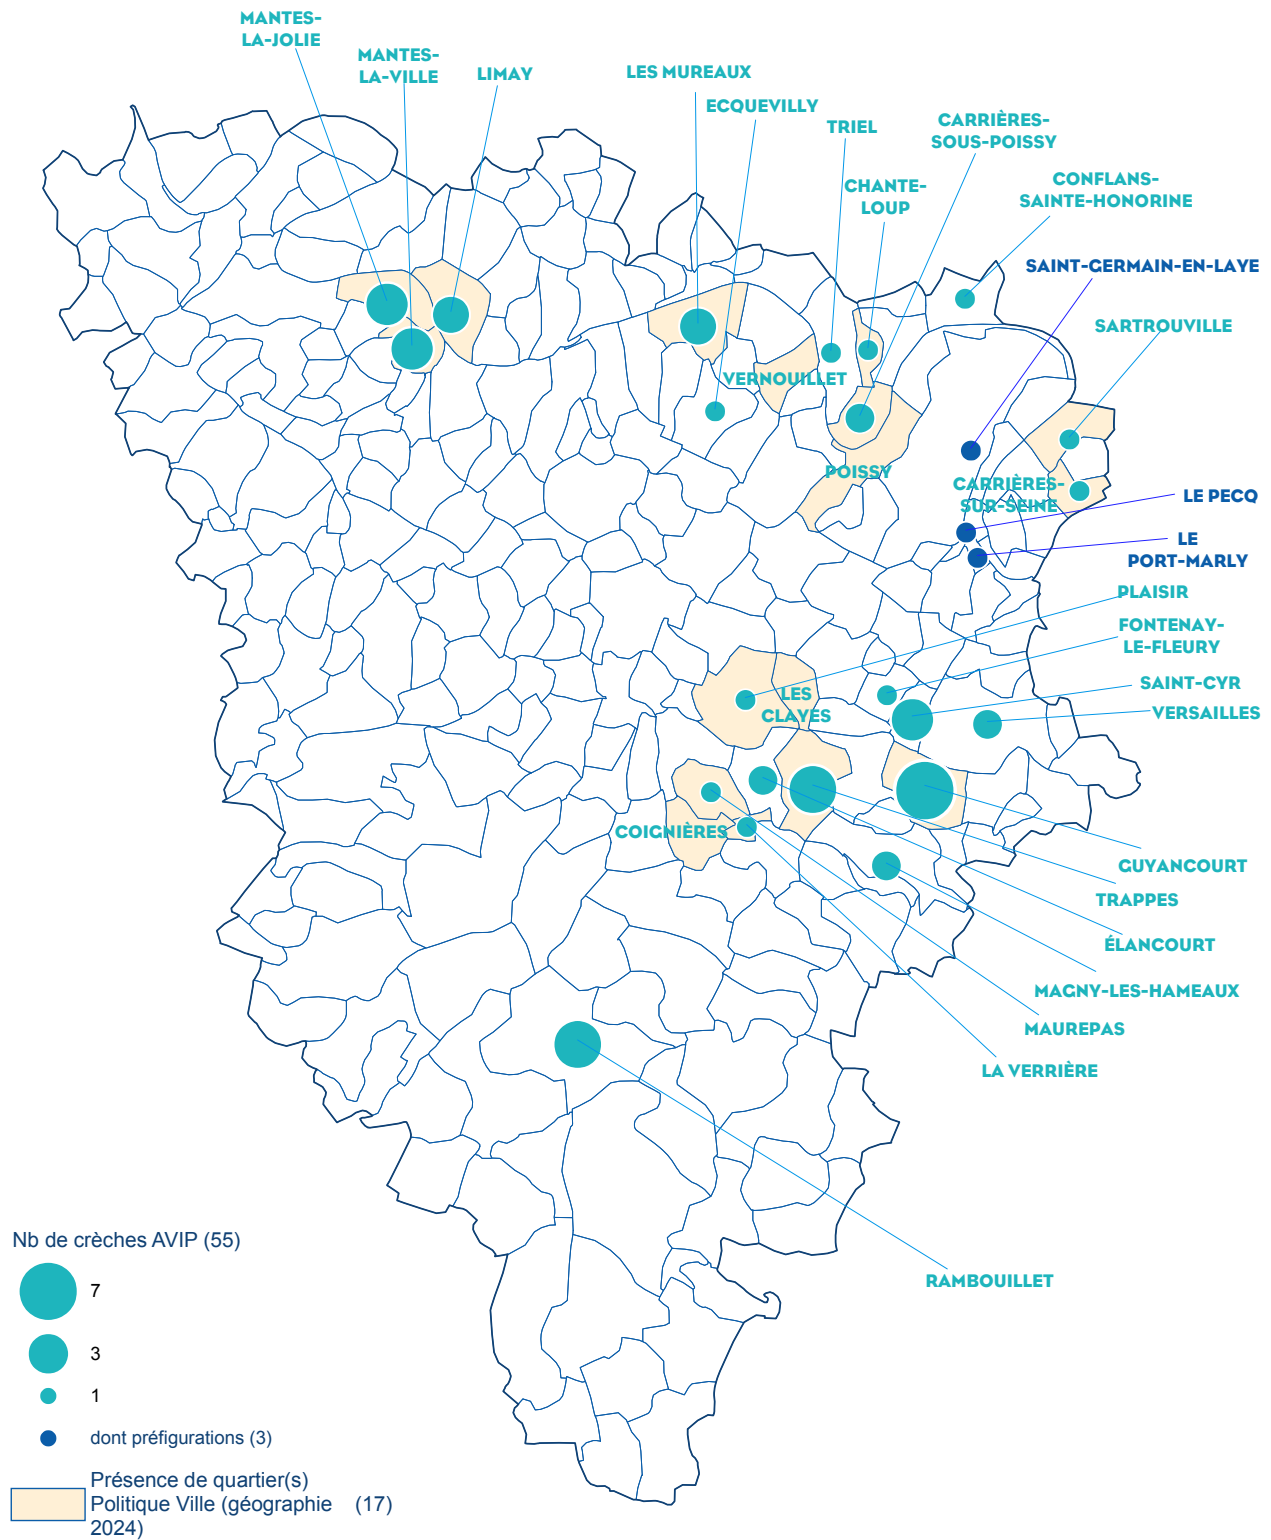 MANTES-
LA-JOLIE
MANTES-
LA-VILLE
LIMAY
LES MUREAUX
ECQUEVILLY
TRIEL
CARRIÈRES-
SOUS-POISSY
CHANTE-
LOUP
CONFLANS-
SAINTE-HONORINE
SAINT-GERMAIN-EN-LAYE
SARTROUVILLE
VERNOUILLET
POISSY
CARRIÈRES-
SUR-SEINE
LE PECQ
LE
PORT-MARLY
PLAISIR
FONTENAY-
LE-FLEURY
SAINT-CYR
VERSAILLES
LES
CLAYES
COIGNIÈRES
GUYANCOURT
TRAPPES
ÉLANCOURT
MAGNY-LES-HAMEAUX
MAUREPAS
LA VERRIÈRE
RAMBOUILLET
Nb de crèches AVIP (55)
7
3
1
dont préfigurations (3)
Présence de quartier(s)
Politique Ville (géographie (17)
2024)